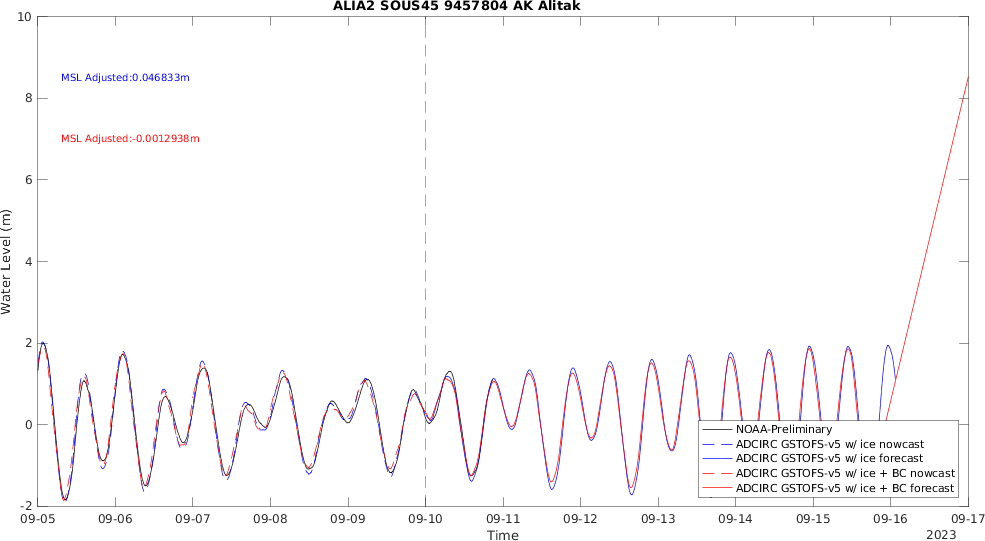 ALIA2 SOUS45 9457804 AK Alitak
10
8
6
4
2
0
-2
Water Level (m)
MSL Adjusted:0.046833m
MSL Adjusted:-0.0012938m
NOAA-Preliminary
ADCIRC GSTOFS-v5 w/ ice nowcast
ADCIRC GSTOFS-v5 w/ ice forecast
ADCIRC GSTOFS-v5 w/ ice + BC nowcast
ADCIRC GSTOFS-v5 w/ ice + BC forecast
09-05 09-06 09-07 09-08 09-09 09-10 09-11 09-12 09-13 09-14 09-15 09-16 09-17
Time
2023